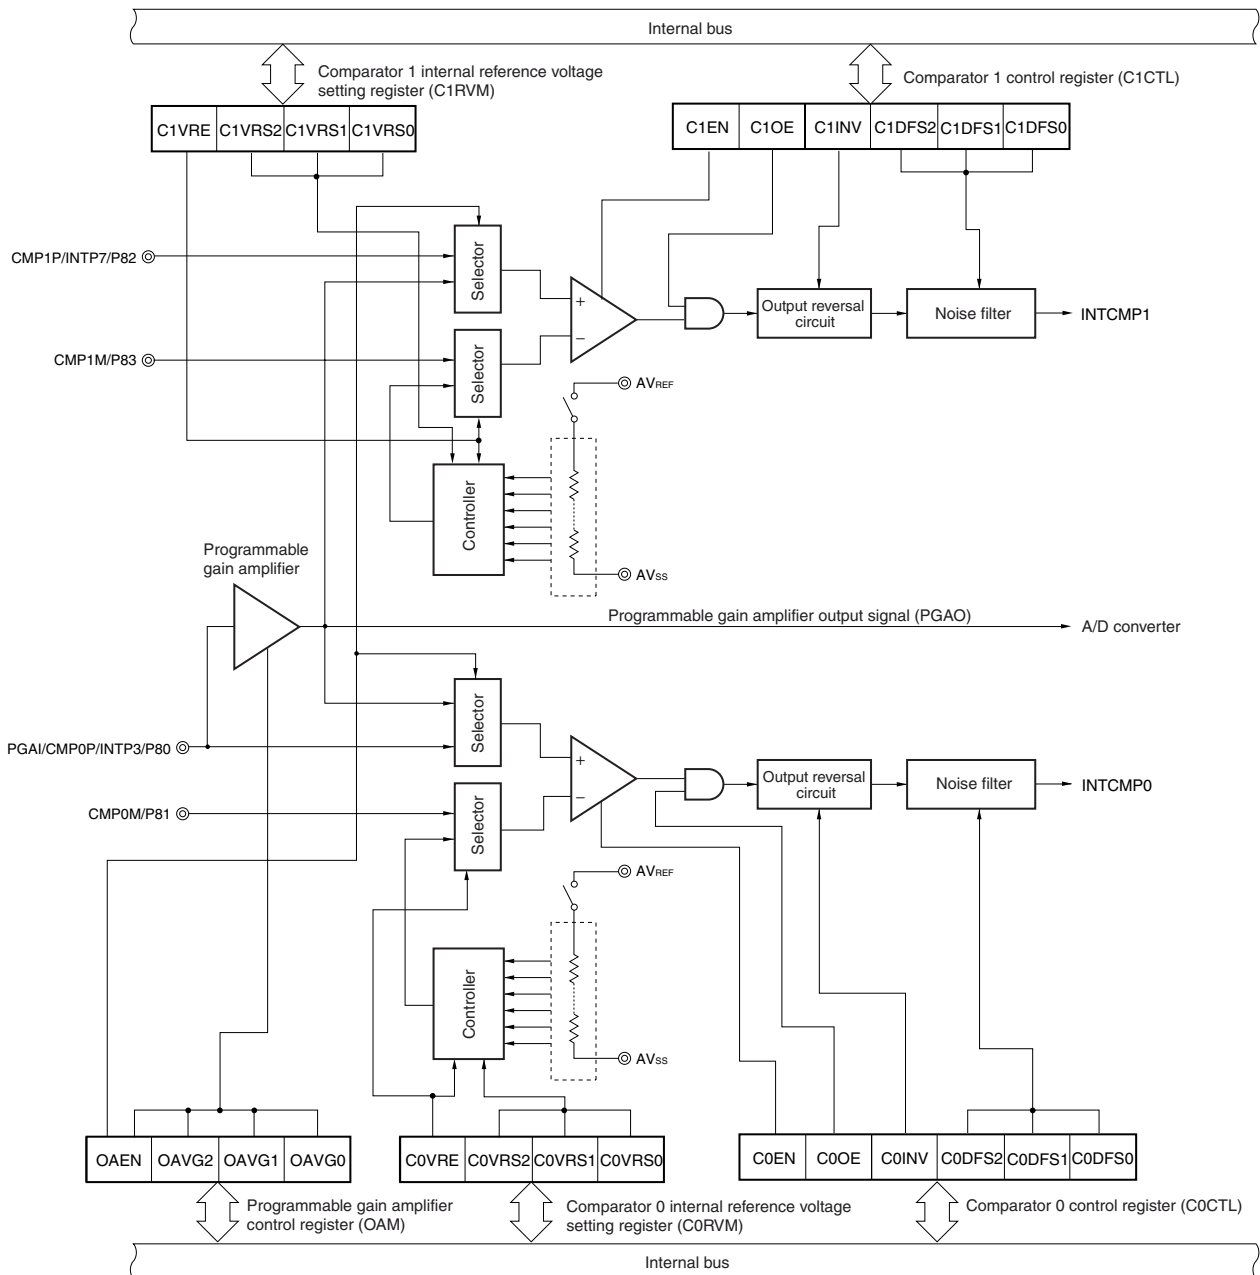 Internal bus
Comparator 1 internal reference voltage
setting register (C1RVM)
Comparator 1 control register (C1CTL)
C1VRE C1VRS2 C1VRS1 C1VRS0
C1EN C1OE C1INV C1DFS2 C1DFS1 C1DFS0
CMP1P/INTP7/P82
Selector
+
−
Output reversal
circuit
Noise filter
INTCMP1
CMP1M/P83
Selector
AVREF
Controller
AVSS
Programmable
gain amplifier
Programmable gain amplifier output signal (PGAO)
A/D converter
Selector
PGAI/CMP0P/INTP3/P80
+
−
Output reversal
circuit
Noise filter
INTCMP0
CMP0M/P81
Selector
AVREF
Controller
AVSS
OAEN OAVG2 OAVG1 OAVG0
C0VRE C0VRS2 C0VRS1 C0VRS0
C0EN C0OE C0INV C0DFS2 C0DFS1 C0DFS0
Programmable gain amplifier
control register (OAM)
Comparator 0 internal reference voltage
setting register (C0RVM)
Comparator 0 control register (C0CTL)
Internal bus